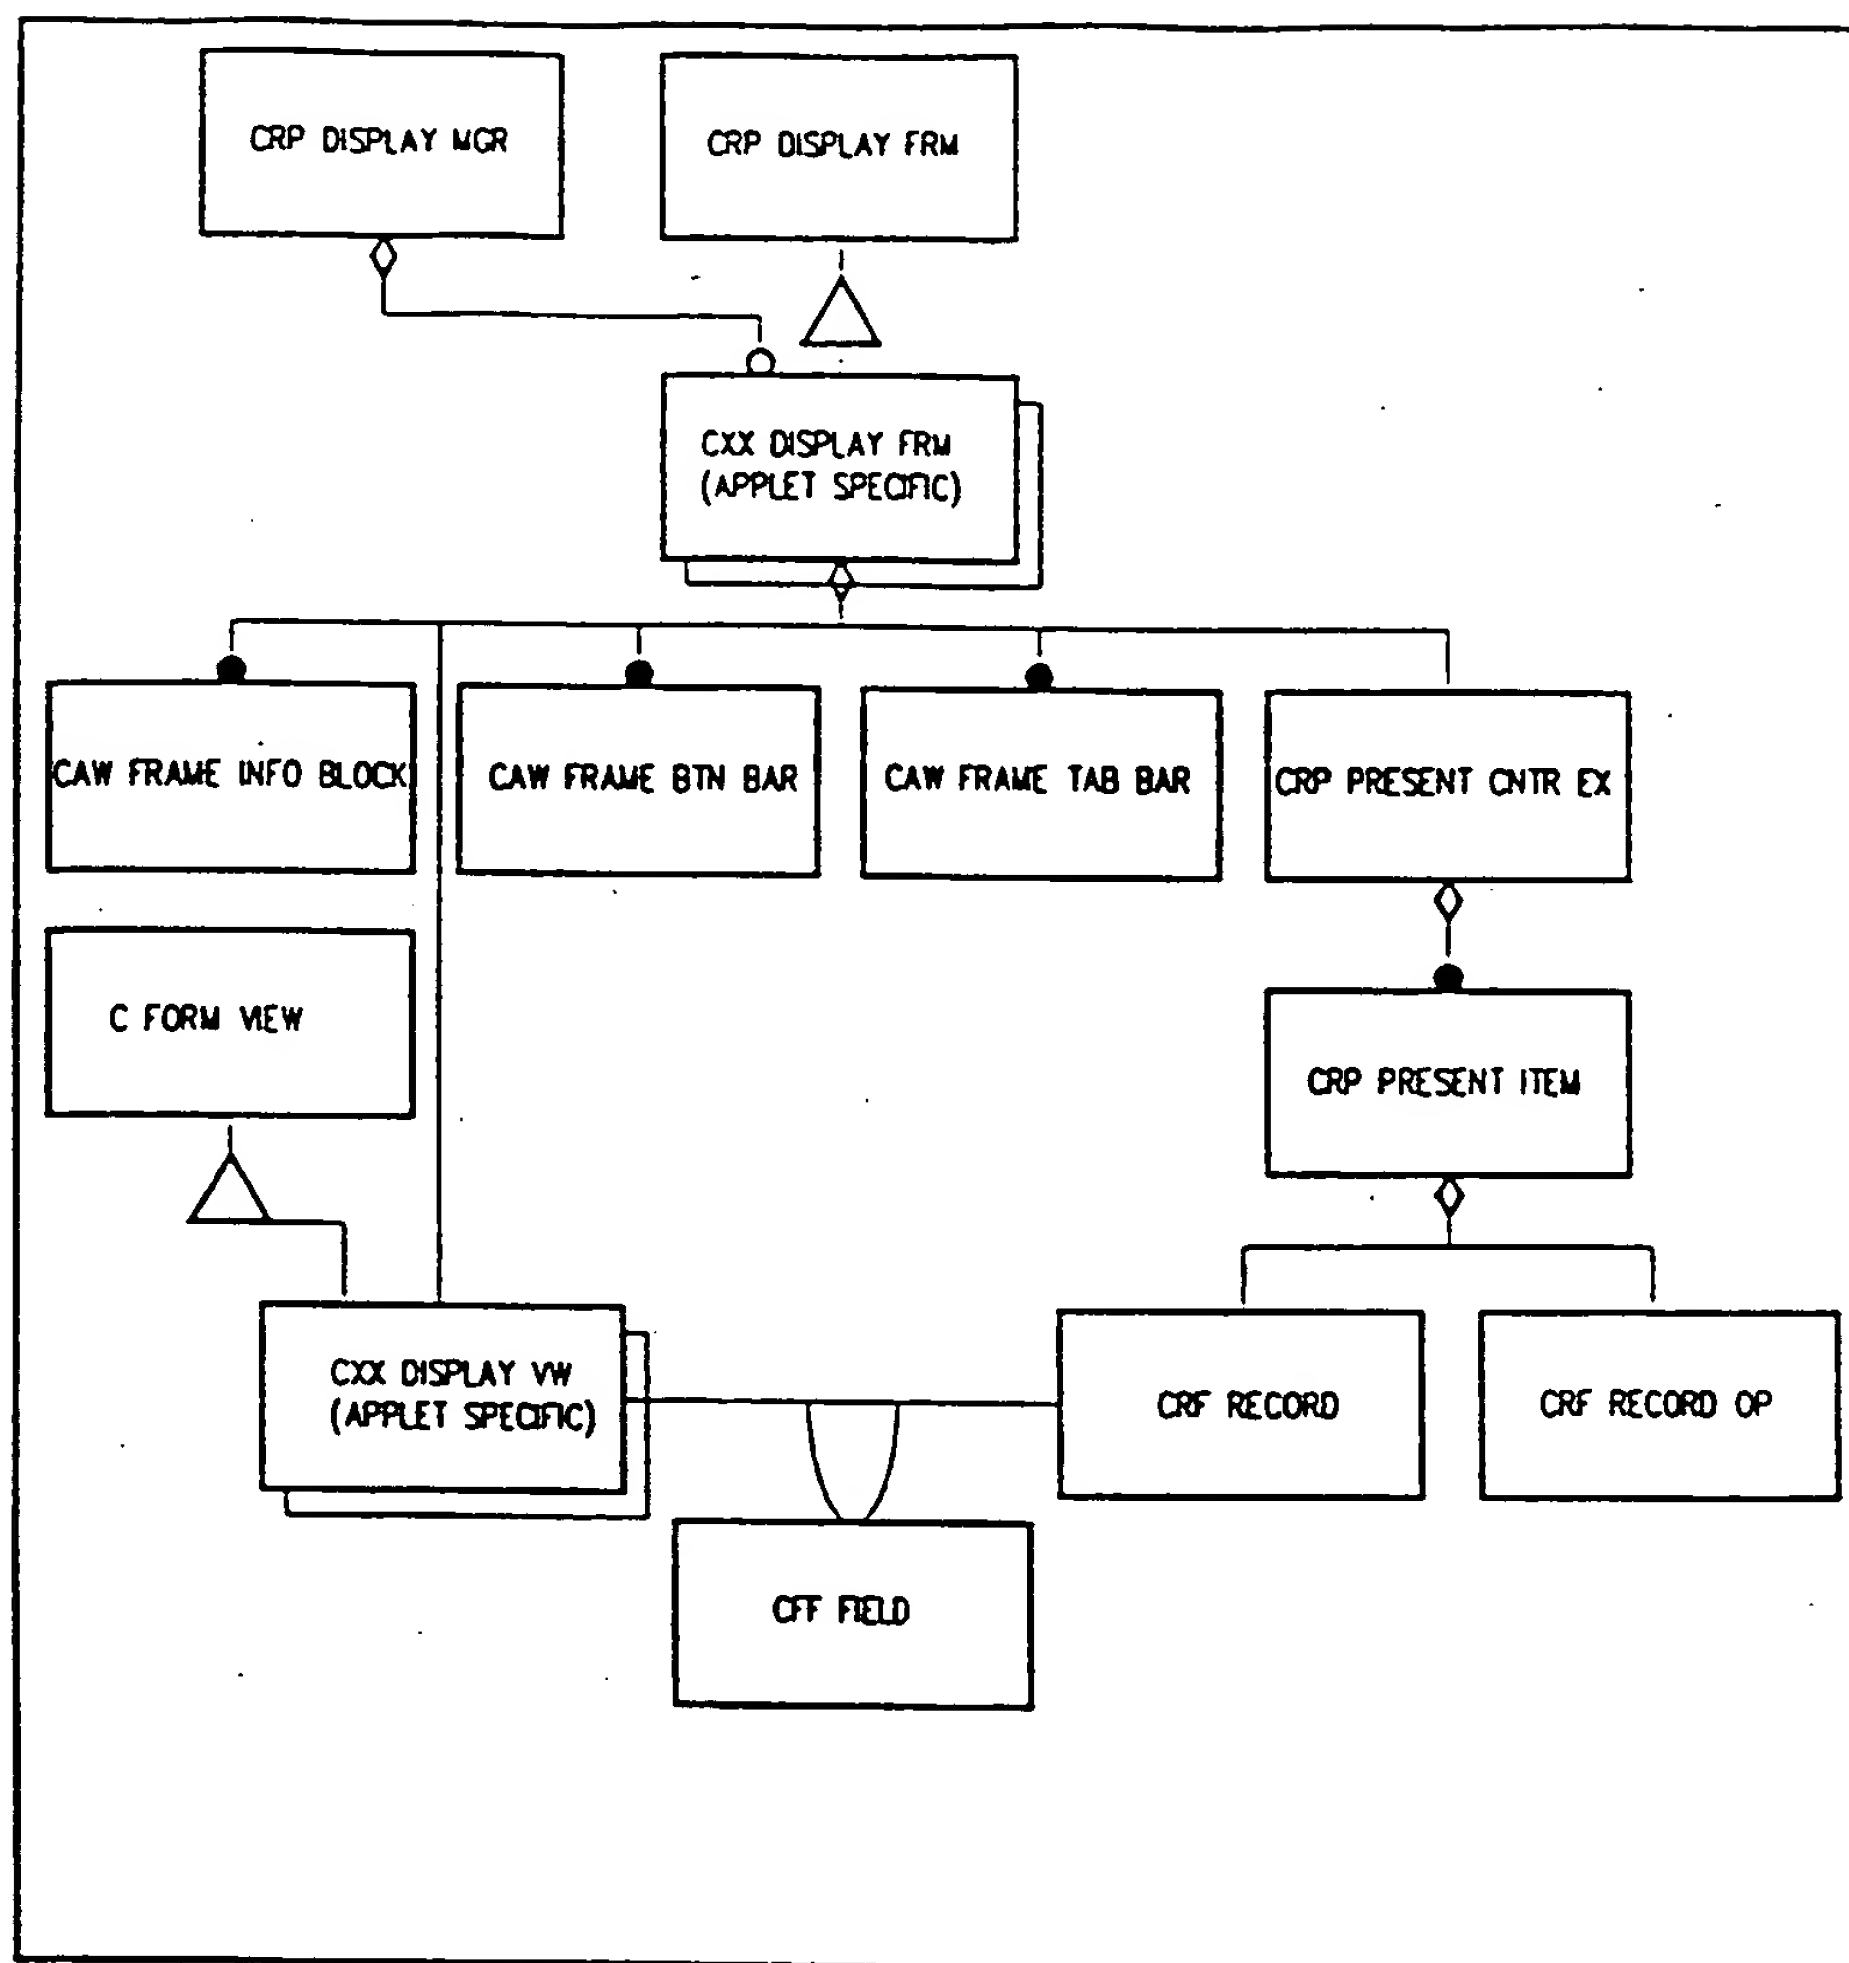 CRP DISPLAY MGR
CRP DISPLAY FRM
CXX DISPLAY FRM
(APPLET SPECIFIC)
CAW FRAME INFO BLOCK
CAW FRAME BTN BAR
CAW FRAME TAB BAR
CRP PRESENT CNTR EX
C FORM VIEW
CRP PRESENT ITEM
CXX DISPLAY VW
(APPLET SPECIFIC)
CRF RECORD
CRF RECORD OP
CFF FIELD